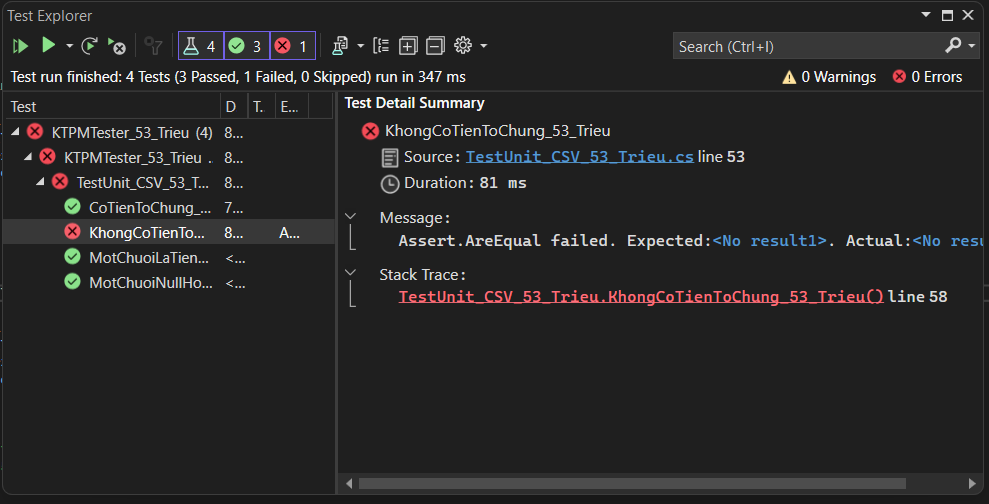 Test Explorer
4 3 1
Search (Ctrl+I)
Test run finished: 4 Tests (3 Passed, 1 Failed, 0 Skipped) run in 347 ms
0 Warnings 0 Errors
Test D T. E...
KTPMTester_53_Trieu (4) 8...
KTPMTester_53_Trieu .. 8...
TestUnit_CSV_53_T... 8...
CoTienToChung_... 7...
KhongCoTienTo... 8... A...
MotChuoiLaTien... <...
MotChuoiNullHo... <...
Test Detail Summary
KhongCoTienToChung_53_Trieu
Source: TestUnit_CSV_53_Trieu.cs line 53
Duration: 81 ms
Message:
Assert.AreEqual failed. Expected:<No result1>. Actual:<No resu
Stack Trace:
TestUnit_CSV_53_Trieu.KhongCoTienToChung_53_Trieu() line 58